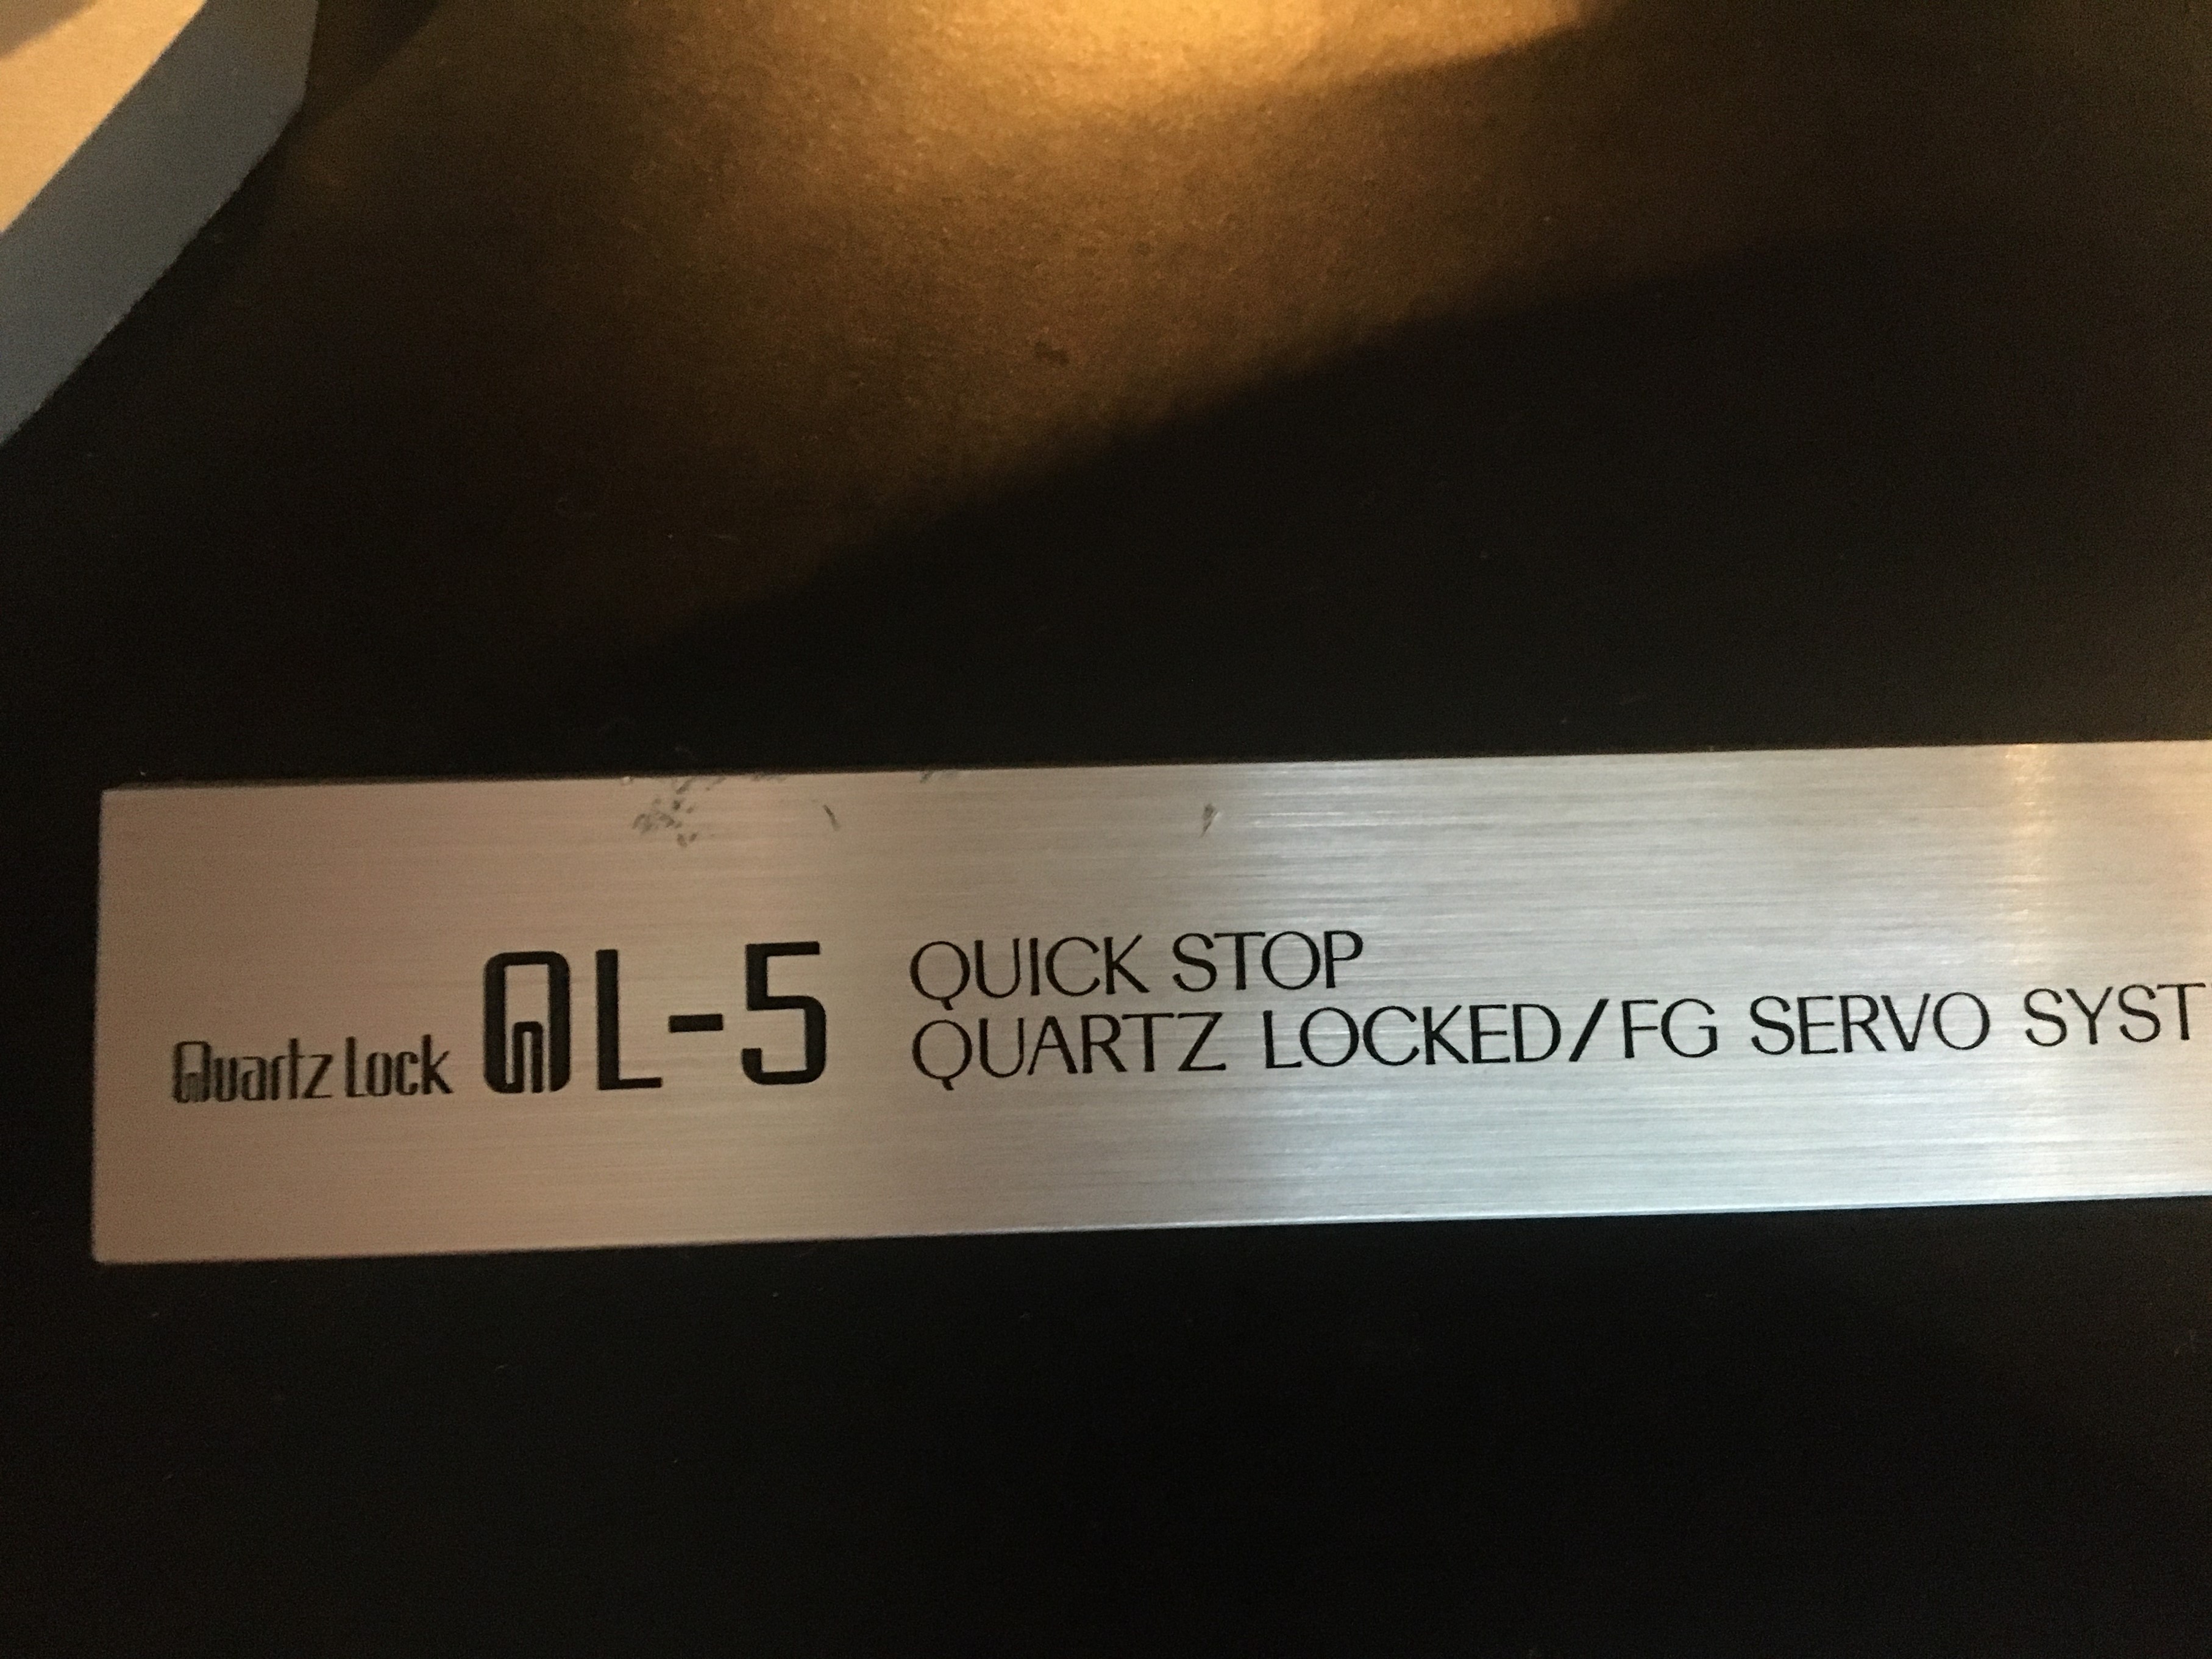 Quartz Lock QL-5
QUICK STOP
QUARTZ LOCKED/FG SERVO SYST